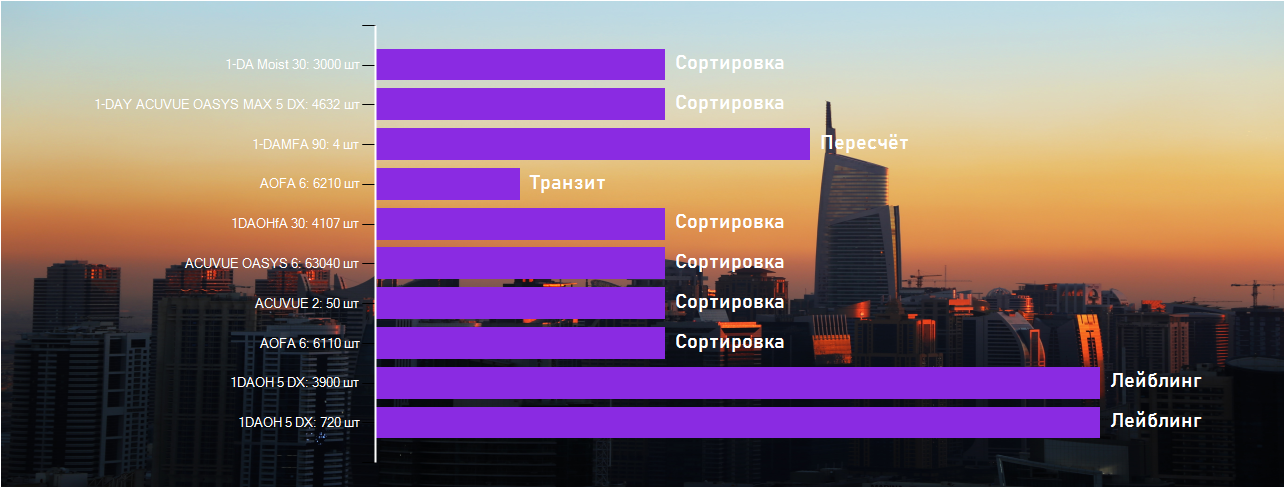 1-DA Moist 30: 3000 шт Сортировка
1-DAY ACUVUE OASYS MAX 5 DX: 4632 шт Сортировка
1-DAMFA 90: 4 шт Пересчёт
AOFA 6: 6210 шт Транзит
1DAOHfA 30: 4107 шт Сортировка
ACUVUE OASYS 6: 63040 шт Сортировка
ACUVUE 2: 50 шт Сортировка
AOFA 6: 6110 шт Сортировка
1DAOH 5 DX: 3900 шт Лейблинг
1DAOH 5 DX: 720 шт Лейблинг